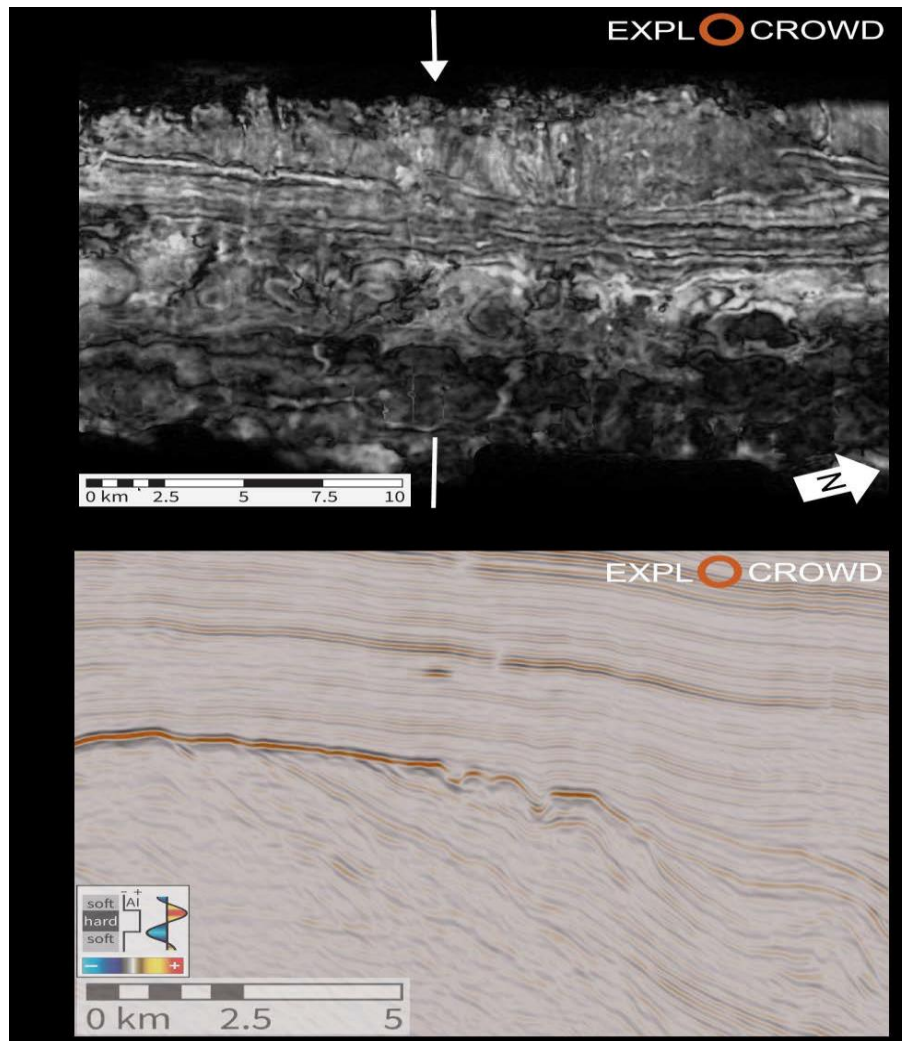 EXPLOCROWD
N
0 km 2.5 5 7.5 10
EXPLOCROWD
- +
soft AI
hard
soft
- +
0 km 2.5 5